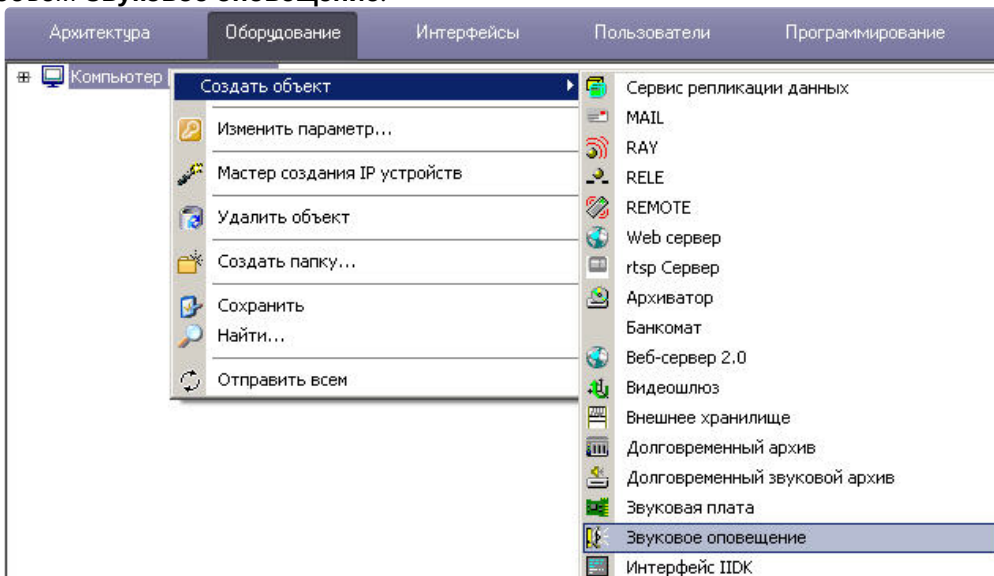 Звуковое оповещение.
Архитектура Оборудование Интерфейсы Пользователи Программирование
Компьютер
Создать объект
Изменить параметр...
Мастер создания IP устройств
Удалить объект
Создать папку...
Сохранить
Найти...
Отправить всем
Сервис репликации данных
MAIL
RAY
RELE
REMOTE
Web сервер
rtsp Сервер
Архиватор
Банкомат
Веб-сервер 2.0
Видеошлюз
Внешнее хранилище
Долговременный архив
Долговременный звуковой архив
Звуковая плата
Звуковое оповещение
Интерфейс IIDK